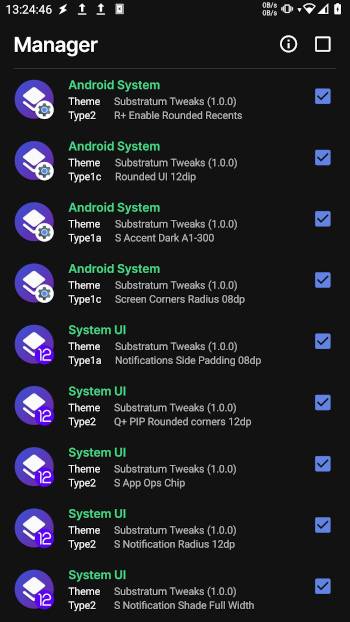 13:24:46
0B/s
0B/s
Manager
Android System
Theme Substratum Tweaks (1.0.0)
Type2 R+ Enable Rounded Recents
Android System
Theme Substratum Tweaks (1.0.0)
Type1c Rounded UI 12dip
Android System
Theme Substratum Tweaks (1.0.0)
Type1a S Accent Dark A1-300
Android System
Theme Substratum Tweaks (1.0.0)
Type1c Screen Corners Radius 08dp
System UI
Theme Substratum Tweaks (1.0.0)
Type1a Notifications Side Padding 08dp
12
System UI
Theme Substratum Tweaks (1.0.0)
Type2 Q+ PIP Rounded corners 12dp
12
System UI
Theme Substratum Tweaks (1.0.0)
Type2 S App Ops Chip
12
System UI
Theme Substratum Tweaks (1.0.0)
Type2 S Notification Radius 12dp
12
System UI
Theme Substratum Tweaks (1.0.0)
Type2 S Notification Shade Full Width
12